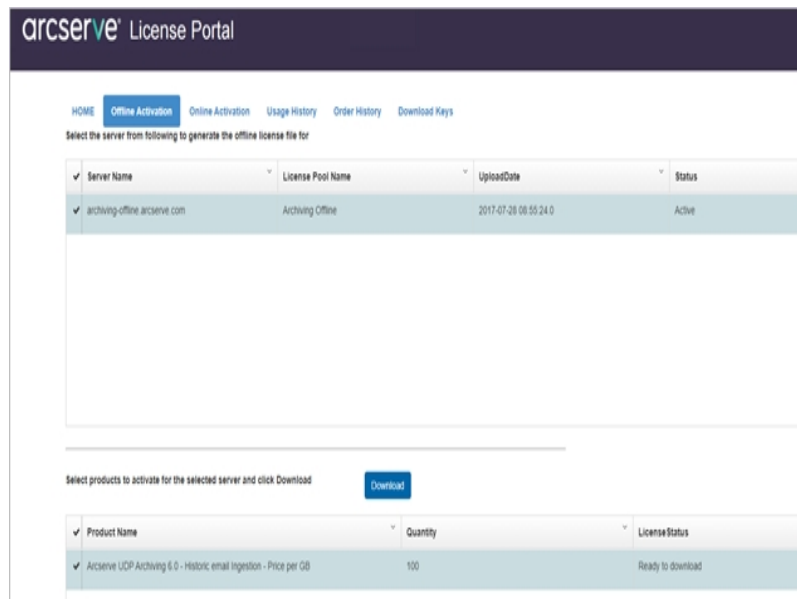 arcserve® License Portal
HOME Offline Activation Online Activation Usage History Order History Download Keys
Select the server from following to generate the offline license file for
Server Name License Pool Name UploadDate Status
archiving-offline.arcserve.com Archiving Offline 2017-07-28 08:55:24.0 Active
Select products to activate for the selected server and click Download Download
Product Name Quantity LicenseStatus
Arcserve UDP Archiving 6.0 - Historic email Ingestion - Price per GB 100 Ready to download